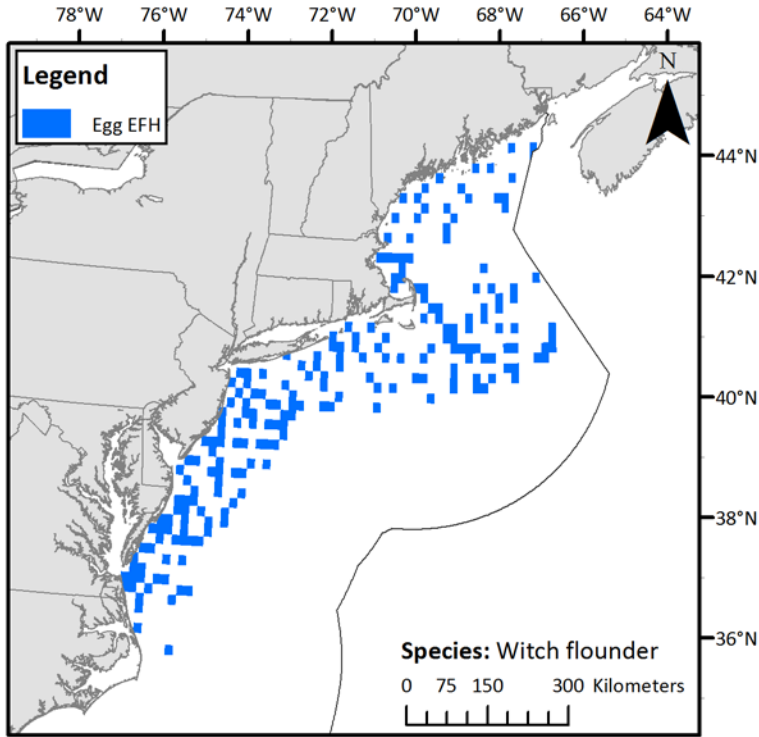 78°W 76°W 74°W 72°W 70°W 68°W 66°W 64°W
Legend
Egg EFH
N
44°N
42°N
40°N
38°N
36°N
Species: Witch flounder
0 75 150 300 Kilometers